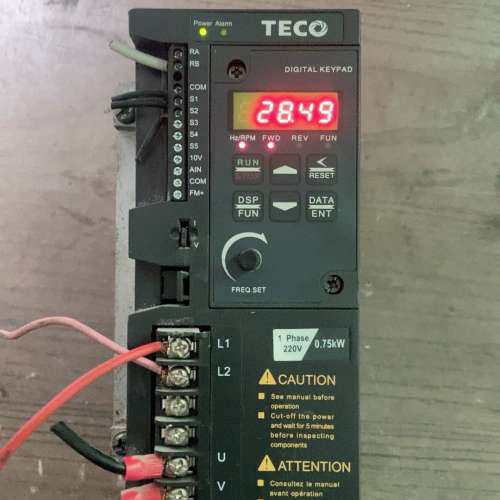 Power Alarm
TECO
RA
RB
COM
S1
S2
S3
S4
S5
10V
AIN
COM
FM+
I
V
DIGITAL KEYPAD
28.49
Hz/RPM FWD REV FUN
RUN
STOP
RESET
DSP
FUN
DATA
ENT
FREQ.SET
L1
L2
U
V
1 Phase
220V
0.75kW
CAUTION
See manual before
operation
Cut-off the power
and wait for 5 minutes
before inspecting
components
ATTENTION
Consultez le manual
avant opération